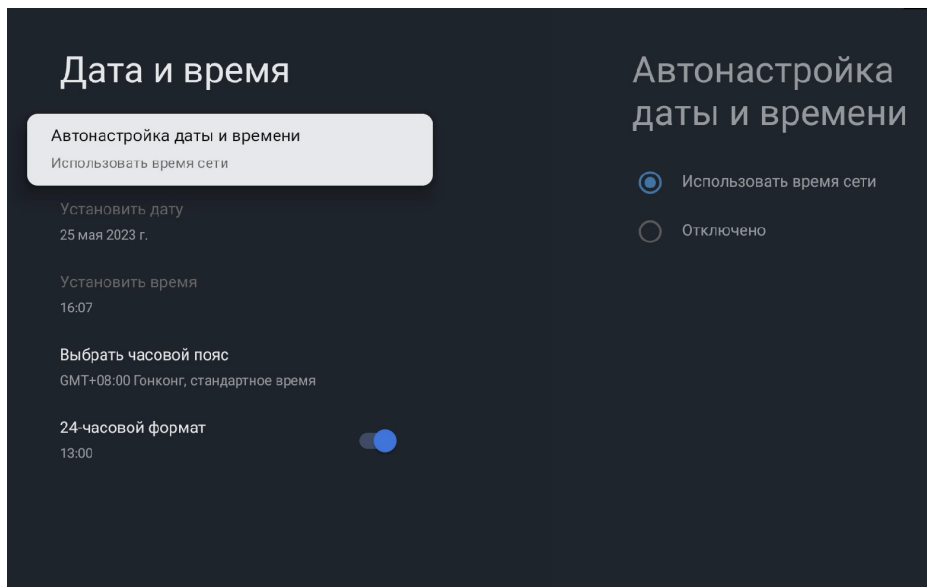 Дата и время
Автонастройка даты и времени
Использовать время сети
Установить дату
25 мая 2023 г.
Установить время
16:07
Выбрать часовой пояс
GMT+08:00 Гонконг, стандартное время
24-часовой формат
13:00
Автонастройка
даты и времени
Использовать время сети
Отключено